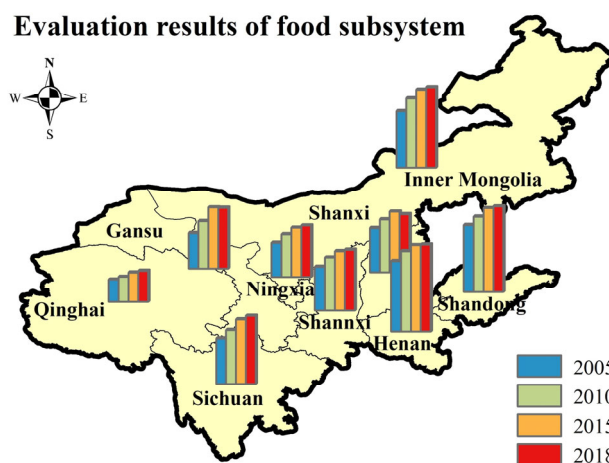 Evaluation results of food subsystem
N
W E
S
Inner Mongolia
Shanxi
Gansu
Ningxia
Qinghai
Shandong
Shannxi
Henan
Sichuan
2005
2010
2015
2018